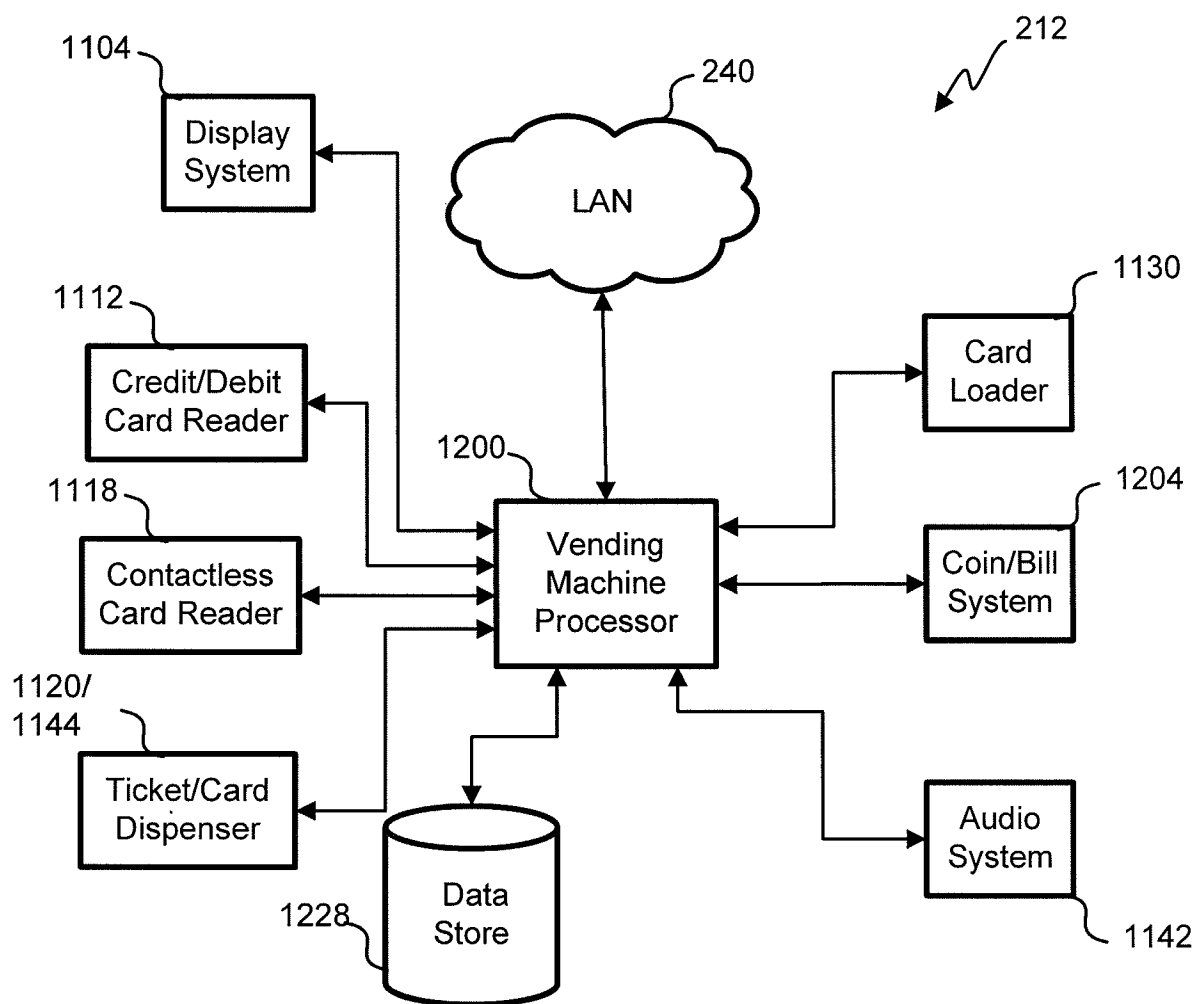 212
1104
240
Display
System
LAN
1130
1112
Card
Loader
Credit/Debit
Card Reader
1200
1204
1118
Vending
Machine
Processor
Coin/Bill
System
Contactless
Card Reader
1120/
1144
Ticket/Card
Dispenser
Audio
System
Data
Store
1228
1142